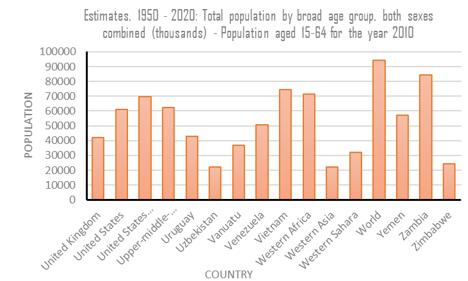 Estimates, 1950 - 2020: Total population by broad age group, both sexes
combined (thousands) - Population aged 15-64 for the year 2010
POPULATION
100000
90000
80000
70000
60000
50000
40000
30000
20000
10000
0
United Kingdom
United States
United States...
Upper-middle-...
Uruguay
Uzbekistan
Vanuatu
Venezuela
Vietnam
Western Africa
Western Asia
Western Sahara
World
Yemen
Zambia
Zimbabwe
COUNTRY